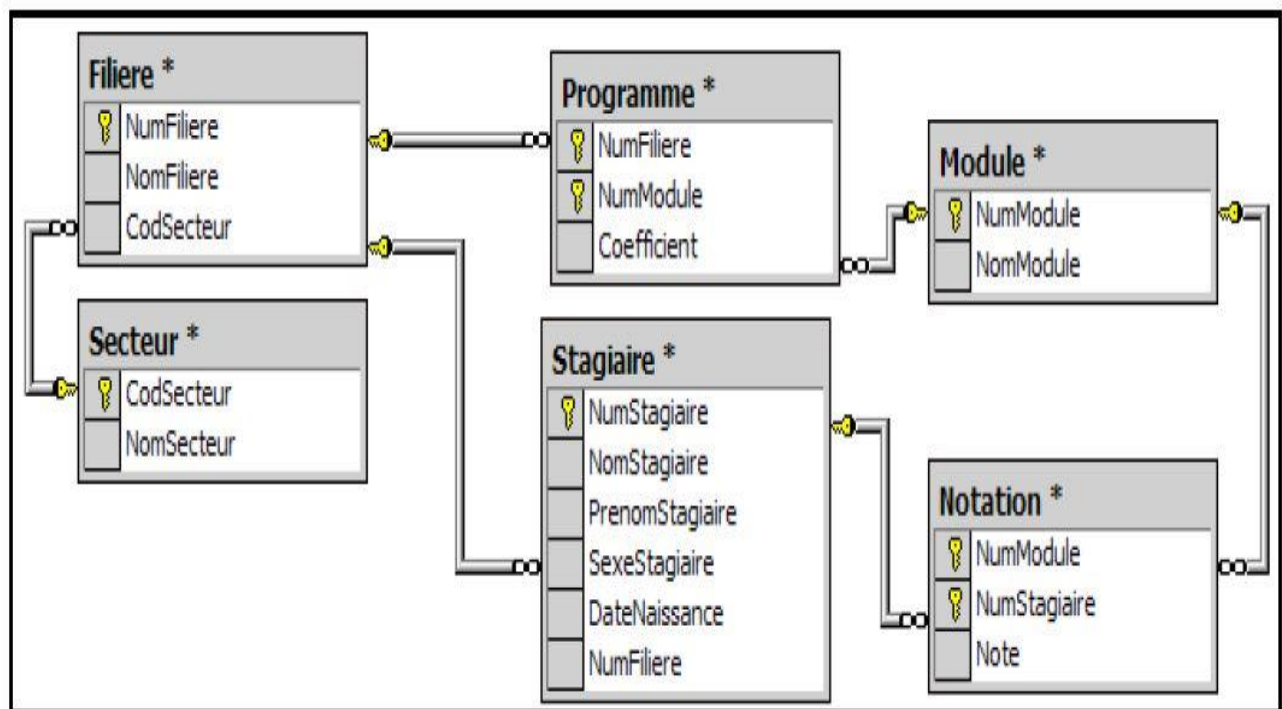 Filiere *
NumFiliere
NomFiliere
CodSecteur
Secteur *
CodSecteur
NomSecteur
Programme *
NumFiliere
NumModule
Coefficient
Stagiaire *
NumStagiaire
NomStagiaire
PrenomStagiaire
SexeStagiaire
DateNaissance
NumFiliere
Module *
NumModule
NomModule
Notation *
NumModule
NumStagiaire
Note